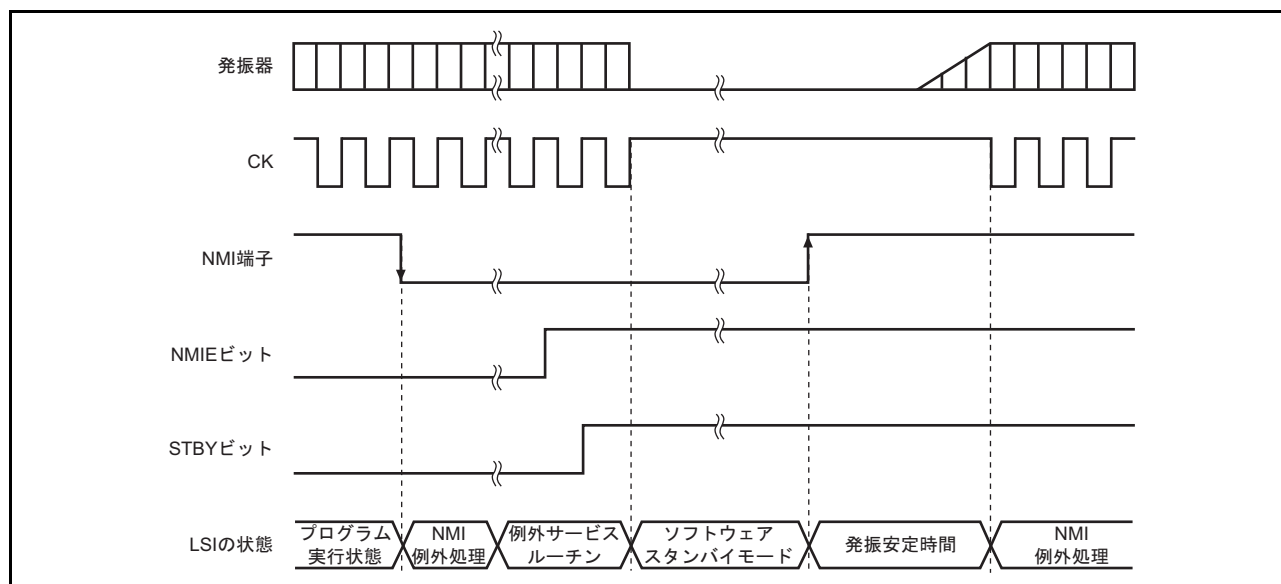 発振器
CK
NMI端子
NMIEビット
STBYビット
LSIの状態
プログラム
実行状態
NMI
例外処理
例外サービス
ルーチン
ソフトウェア
スタンバイモード
発振安定時間
NMI
例外処理